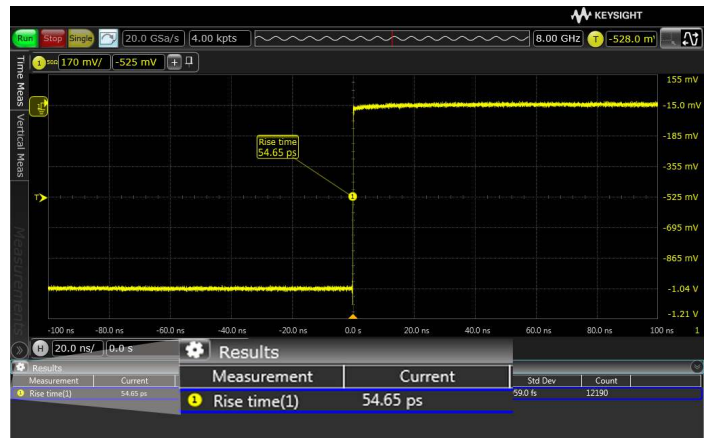 KEYSIGHT
Run Stop Single 20.0 GSa/s 4.00 kpts 8.00 GHz T -528.0 m
1 50Ω 170 mV/ -525 mV +
Time Meas
Vertical Meas
Measurements
155 mV
-15.0 mV
-185 mV
-355 mV
-525 mV
-695 mV
-865 mV
-1.04 V
-1.21 V
Rise time
54.65 ps
T
1
-100 ns -80.0 ns -60.0 ns -40.0 ns -20.0 ns 0.0 s 20.0 ns 40.0 ns 60.0 ns 80.0 ns 100 ns 1
H 20.0 ns/ 0.0 s
Results
Measurement Current Std Dev Count
1 Rise time(1) 54.65 ps 59.0 fs 12190
Results
Measurement Current
1 Rise time(1) 54.65 ps